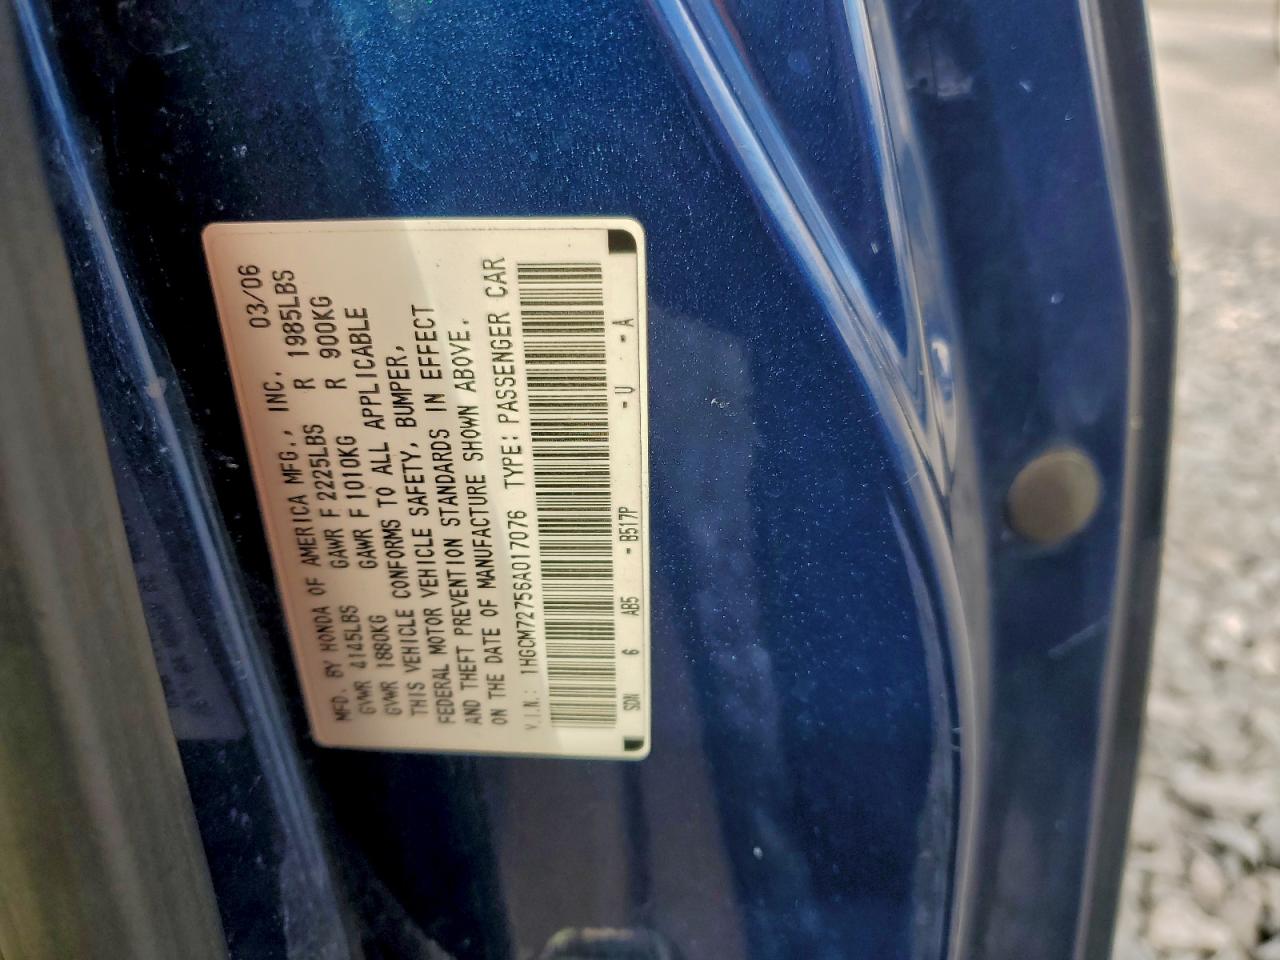 MFD. BY HONDA OF AMERICA MFG., INC. 03/06
GVWR 4145LBS GAWR F 2225LBS R 1985LBS
GVWR 1880KG GAWR F 1010KG R 900KG
THIS VEHICLE CONFORMS TO ALL APPLICABLE
FEDERAL MOTOR VEHICLE SAFETY, BUMPER,
AND THEFT PREVENTION STANDARDS IN EFFECT
ON THE DATE OF MANUFACTURE SHOWN ABOVE.
V.I.N.: 1HGCM72756A017076 TYPE: PASSENGER CAR
SDN 6 AB5 - B517P - U - A